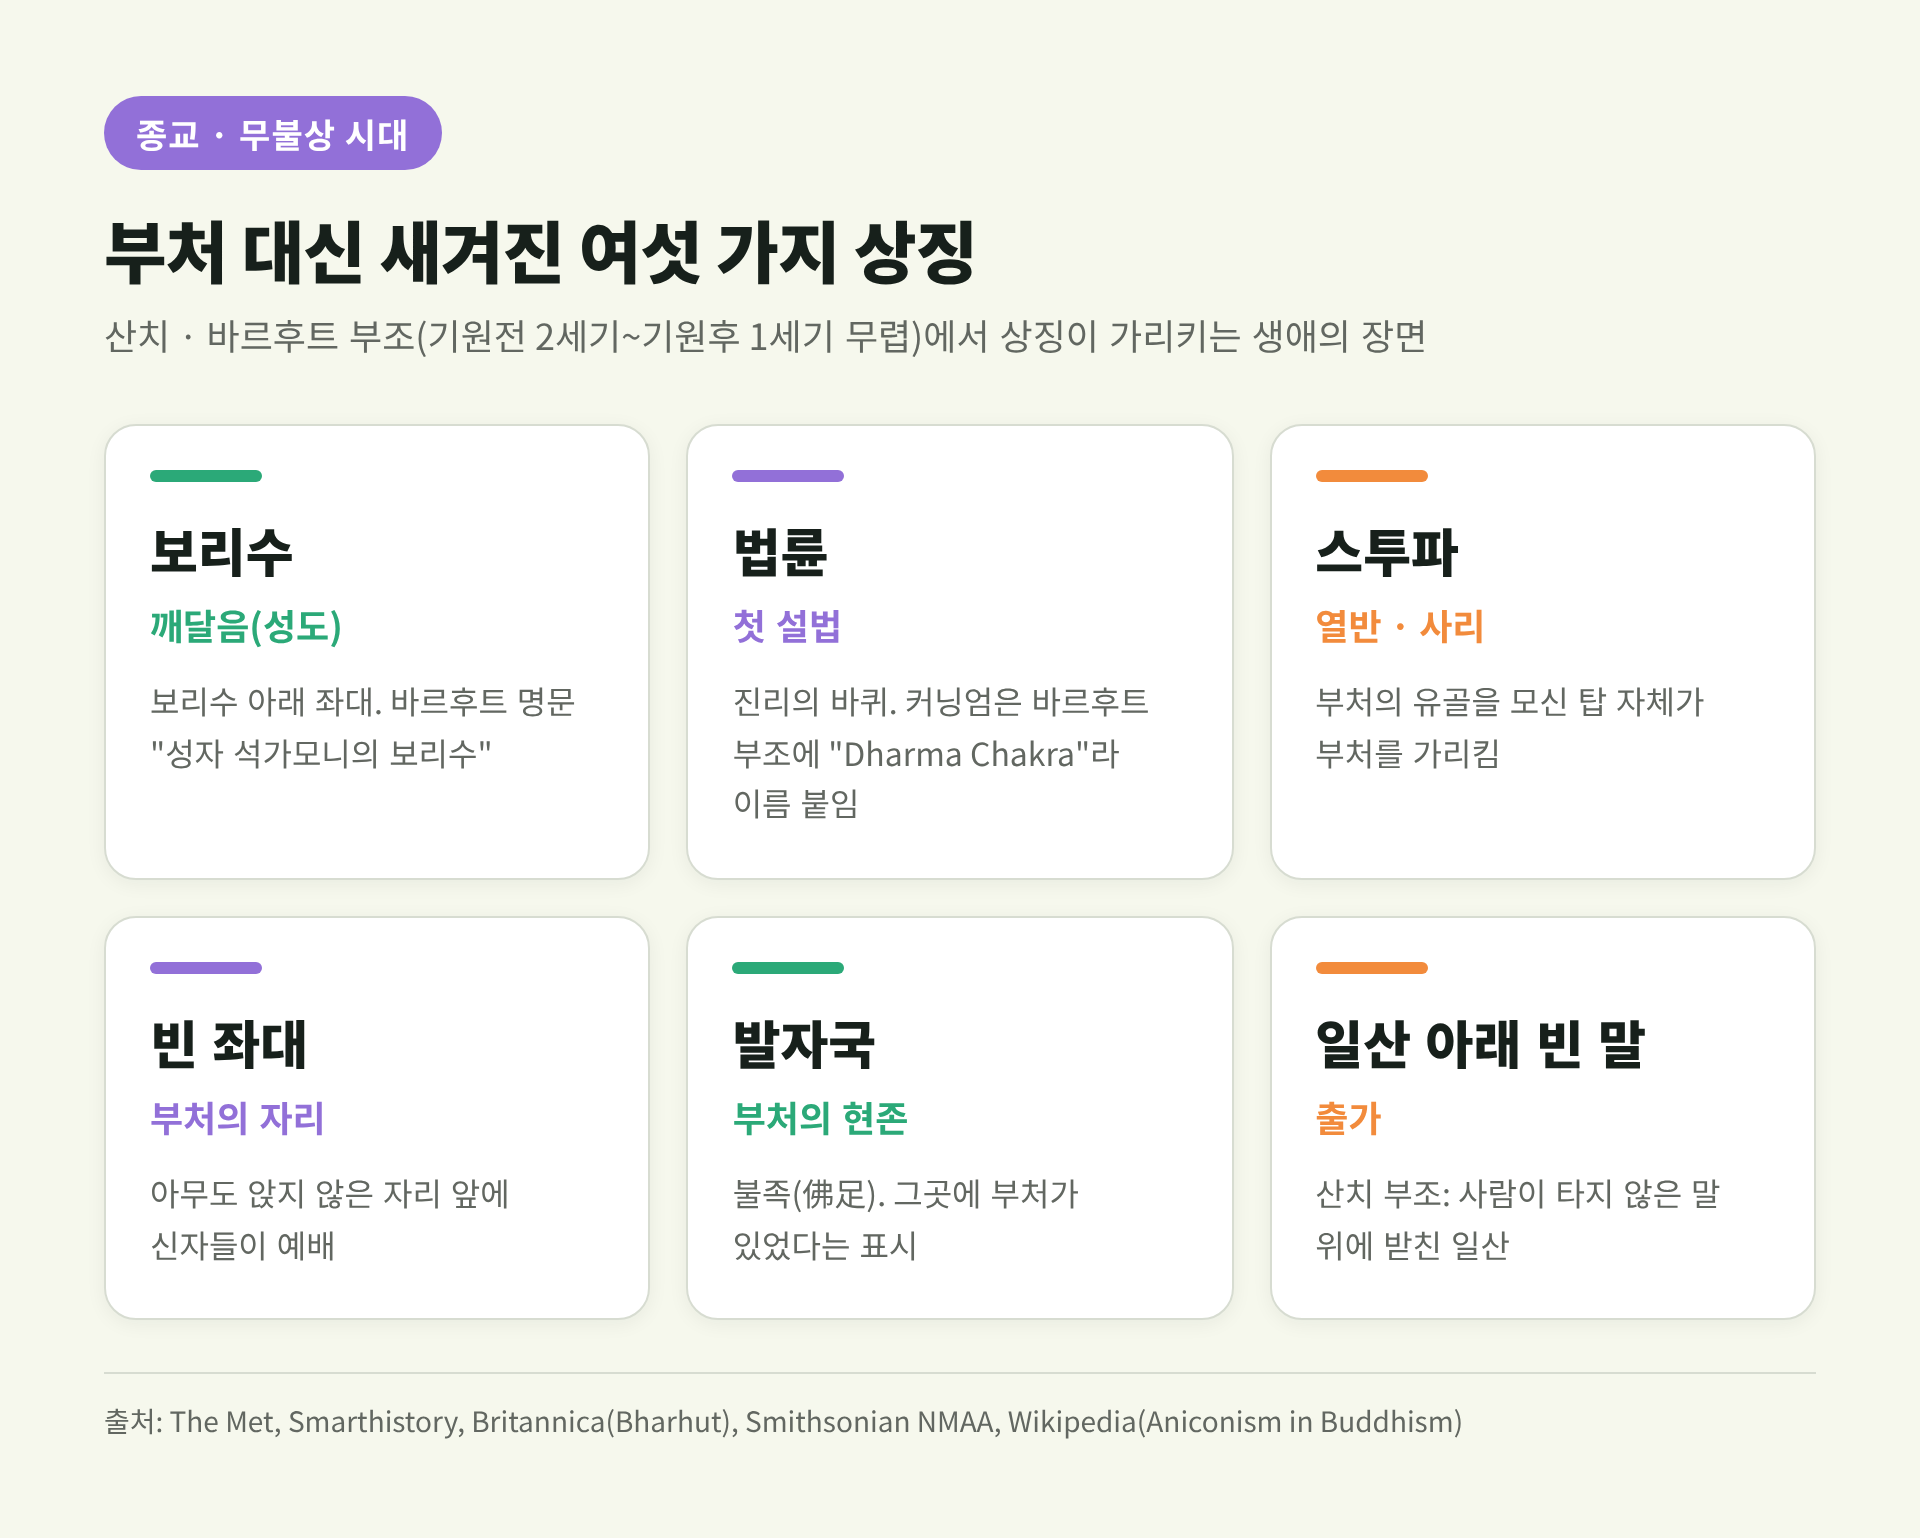 종교 · 무불상 시대
부처 대신 새겨진 여섯 가지 상징
산치 · 바르후트 부조(기원전 2세기~기원후 1세기 무렵)에서 상징이 가리키는 생애의 장면
보리수
깨달음(성도)
보리수 아래 좌대. 바르후트 명문
"성자 석가모니의 보리수"
법륜
첫 설법
진리의 바퀴. 커닝엄은 바르후트
부조에 "Dharma Chakra"라
이름 붙임
스투파
열반 · 사리
부처의 유골을 모신 탑 자체가
부처를 가리킴
빈 좌대
부처의 자리
아무도 앉지 않은 자리 앞에
신자들이 예배
발자국
부처의 현존
불족(佛足). 그곳에 부처가
있었다는 표시
일산 아래 빈 말
출가
산치 부조: 사람이 타지 않은 말
위에 받친 일산
출처: The Met, Smarthistory, Britannica(Bharhut), Smithsonian NMAA, Wikipedia(Aniconism in Buddhism)